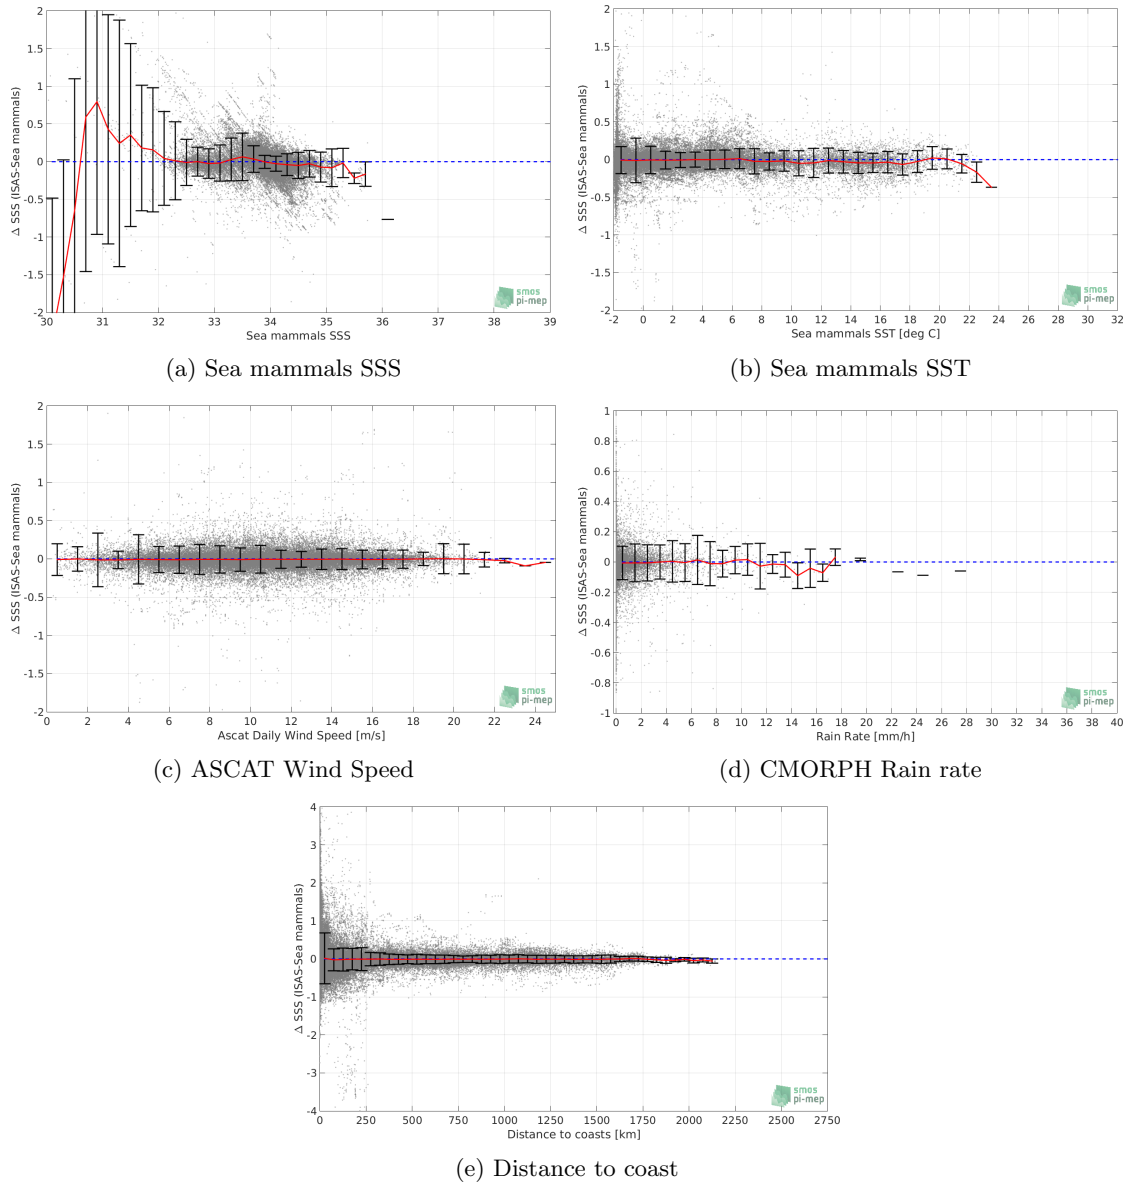 2
1.5
1
0.5
0
-0.5
-1
-1.5
-2
Δ SSS (ISAS-Sea mammals)
30 31 32 33 34 35 36 37 38 39
Sea mammals SSS
smos
pi-mep
(a) Sea mammals SSS
2
1.5
1
0.5
0
-0.5
-1
-1.5
-2
Δ SSS (ISAS-Sea mammals)
-2 0 2 4 6 8 10 12 14 16 18 20 22 24 26 28 30 32
Sea mammals SST [deg C]
smos
pi-mep
(b) Sea mammals SST
2
1.5
1
0.5
0
-0.5
-1
-1.5
-2
Δ SSS (ISAS-Sea mammals)
0 2 4 6 8 10 12 14 16 18 20 22 24
Ascat Daily Wind Speed [m/s]
smos
pi-mep
(c) ASCAT Wind Speed
1
0.8
0.6
0.4
0.2
0
-0.2
-0.4
-0.6
-0.8
-1
Δ SSS (ISAS-Sea mammals)
0 2 4 6 8 10 12 14 16 18 20 22 24 26 28 30 32 34 36 38 40
Rain Rate [mm/h]
smos
pi-mep
(d) CMORPH Rain rate
4
3
2
1
0
-1
-2
-3
-4
Δ SSS (ISAS-Sea mammals)
0 250 500 750 1000 1250 1500 1750 2000 2250 2500 2750
Distance to coasts [km]
smos
pi-mep
(e) Distance to coast